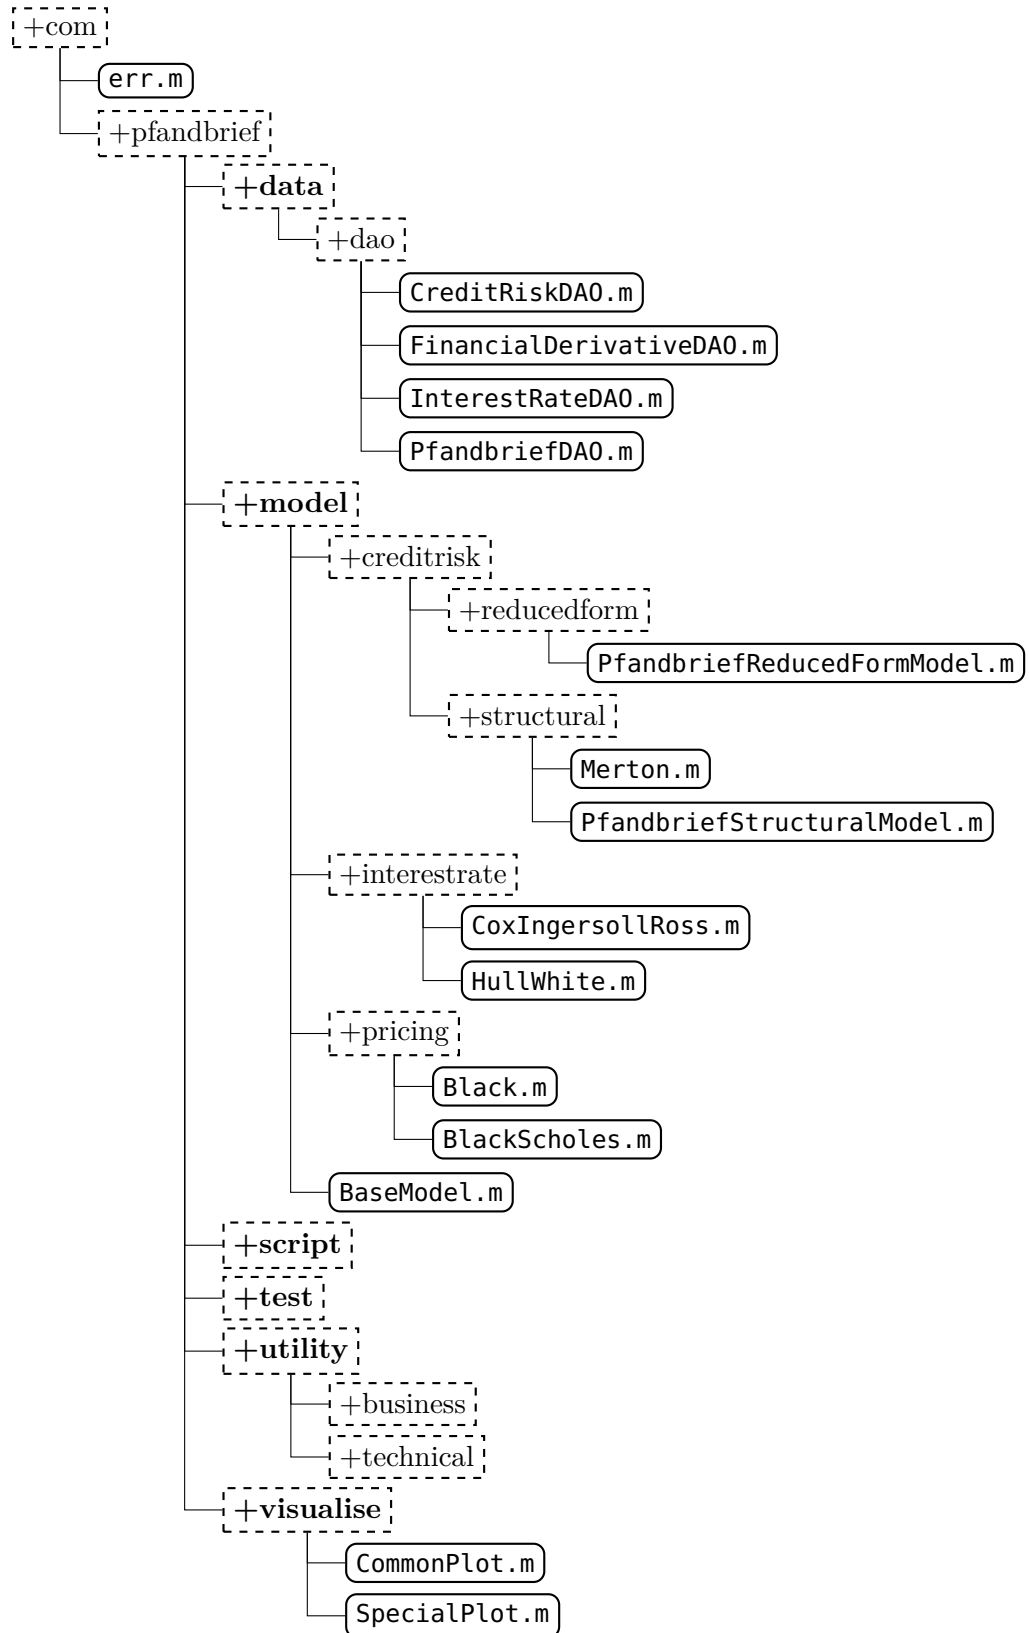 +com
err.m
+pfandbrief
+data
+dao
CreditRiskDAO.m
FinancialDerivativeDAO.m
InterestRateDAO.m
PfandbriefDAO.m
+model
+creditrisk
+reducedform
PfandbriefReducedFormModel.m
+structural
Merton.m
PfandbriefStructuralModel.m
+interestrate
CoxIngersollRoss.m
HullWhite.m
+pricing
Black.m
BlackScholes.m
BaseModel.m
+script
+test
+utility
+business
+technical
+visualise
CommonPlot.m
SpecialPlot.m